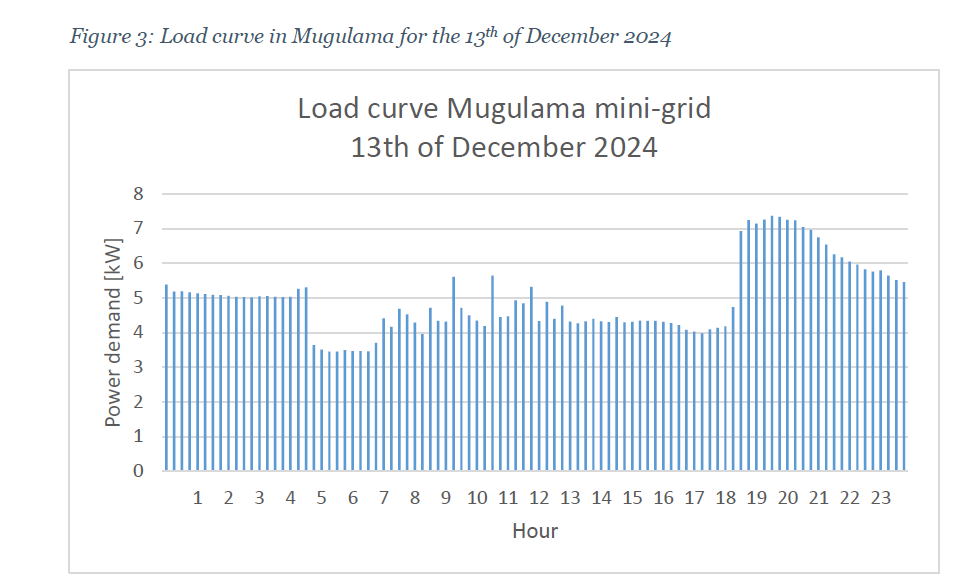 Figure 3: Load curve in Mugulama for the 13th of December 2024
Load curve Mugulama mini-grid
13th of December 2024
Power demand [kW]
8
7
6
5
4
3
2
1
0
1 2 3 4 5 6 7 8 9 10 11 12 13 14 15 16 17 18 19 20 21 22 23
Hour